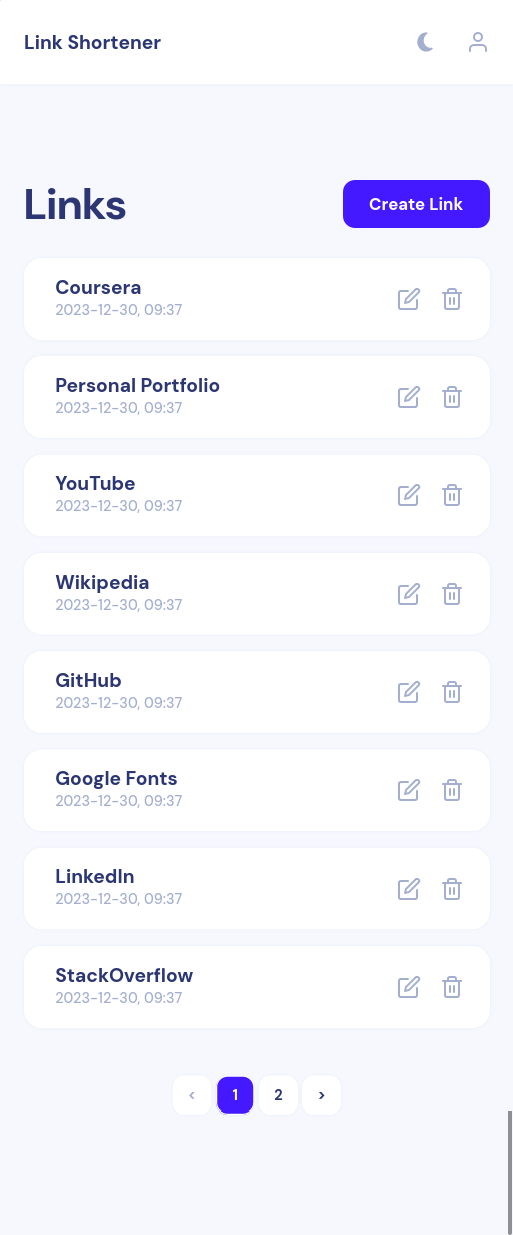 Link Shortener
Links
Create Link
Coursera
2023-12-30, 09:37
Personal Portfolio
2023-12-30, 09:37
YouTube
2023-12-30, 09:37
Wikipedia
2023-12-30, 09:37
GitHub
2023-12-30, 09:37
Google Fonts
2023-12-30, 09:37
LinkedIn
2023-12-30, 09:37
StackOverflow
2023-12-30, 09:37
‹ 1 2 ›